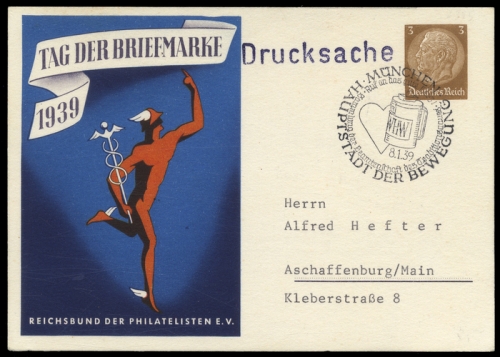 TAG DER BRIEFMARKE
1939
REICHSBUND DER PHILATELISTEN E.V.
Drucksache
3 3
Deutsches Reich
MÜNCHEN
HAUPTSTADT DER BEWEGUNG
WHW
8.1.39
Herrn
Alfred Hefter
Aschaffenburg/Main
Kleberstraße 8